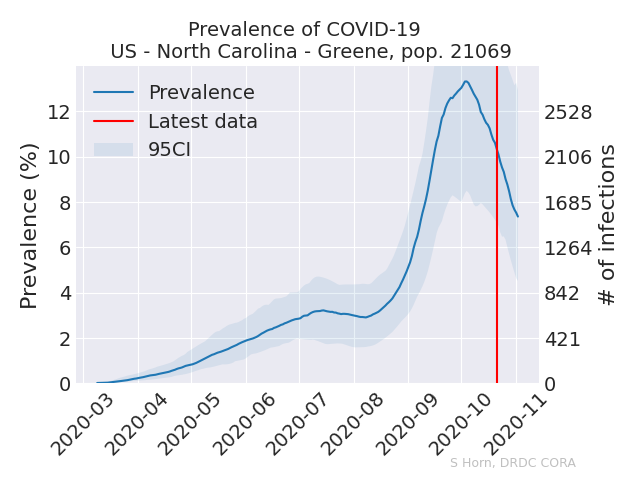 Prevalence of COVID-19
US - North Carolina - Greene, pop. 21069
Prevalence
Latest data
95CI
Prevalence (%)
12
10
8
6
4
2
0
2528
2106
1685
1264
842
421
0
# of infections
2020-03
2020-04
2020-05
2020-06
2020-07
2020-08
2020-09
2020-10
2020-11
S Horn, DRDC CORA